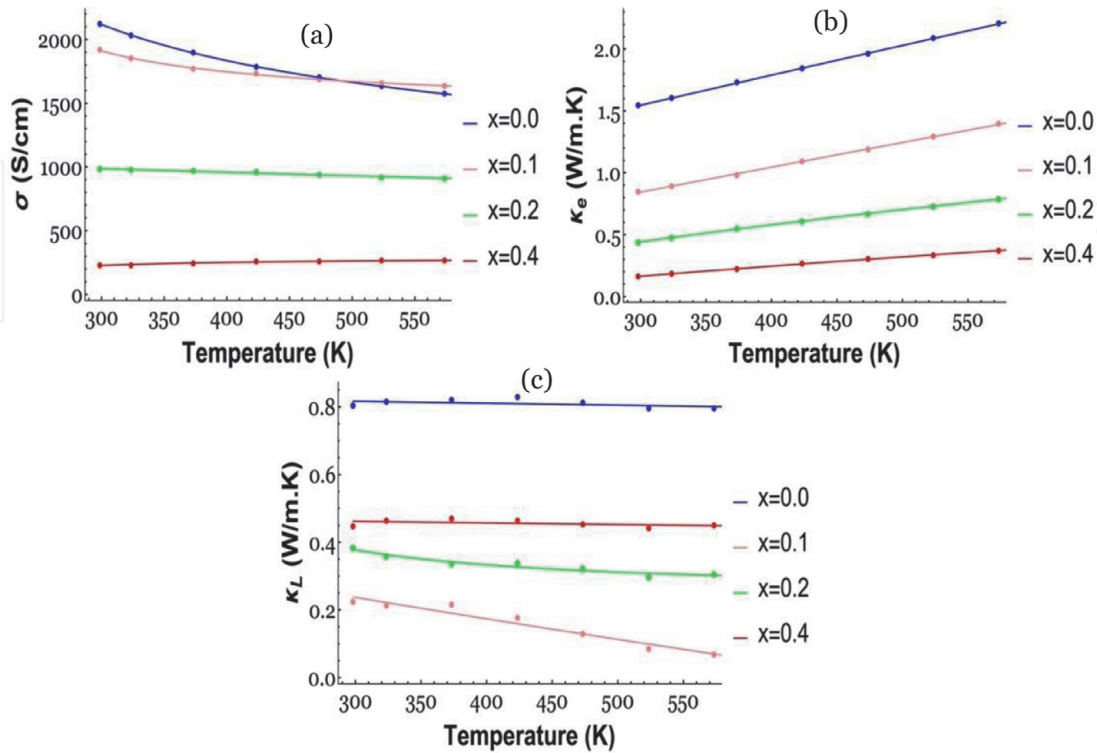 (a)
2000
1500
1000
500
0
σ (S/cm)
300 350 400 450 500 550
Temperature (K)
x=0.0
x=0.1
x=0.2
x=0.4
(b)
2.0
1.5
1.0
0.5
0.0
κe (W/m.K)
300 350 400 450 500 550
Temperature (K)
x=0.0
x=0.1
x=0.2
x=0.4
(c)
0.8
0.6
0.4
0.2
0.0
κL (W/m.K)
300 350 400 450 500 550
Temperature (K)
x=0.0
x=0.1
x=0.2
x=0.4